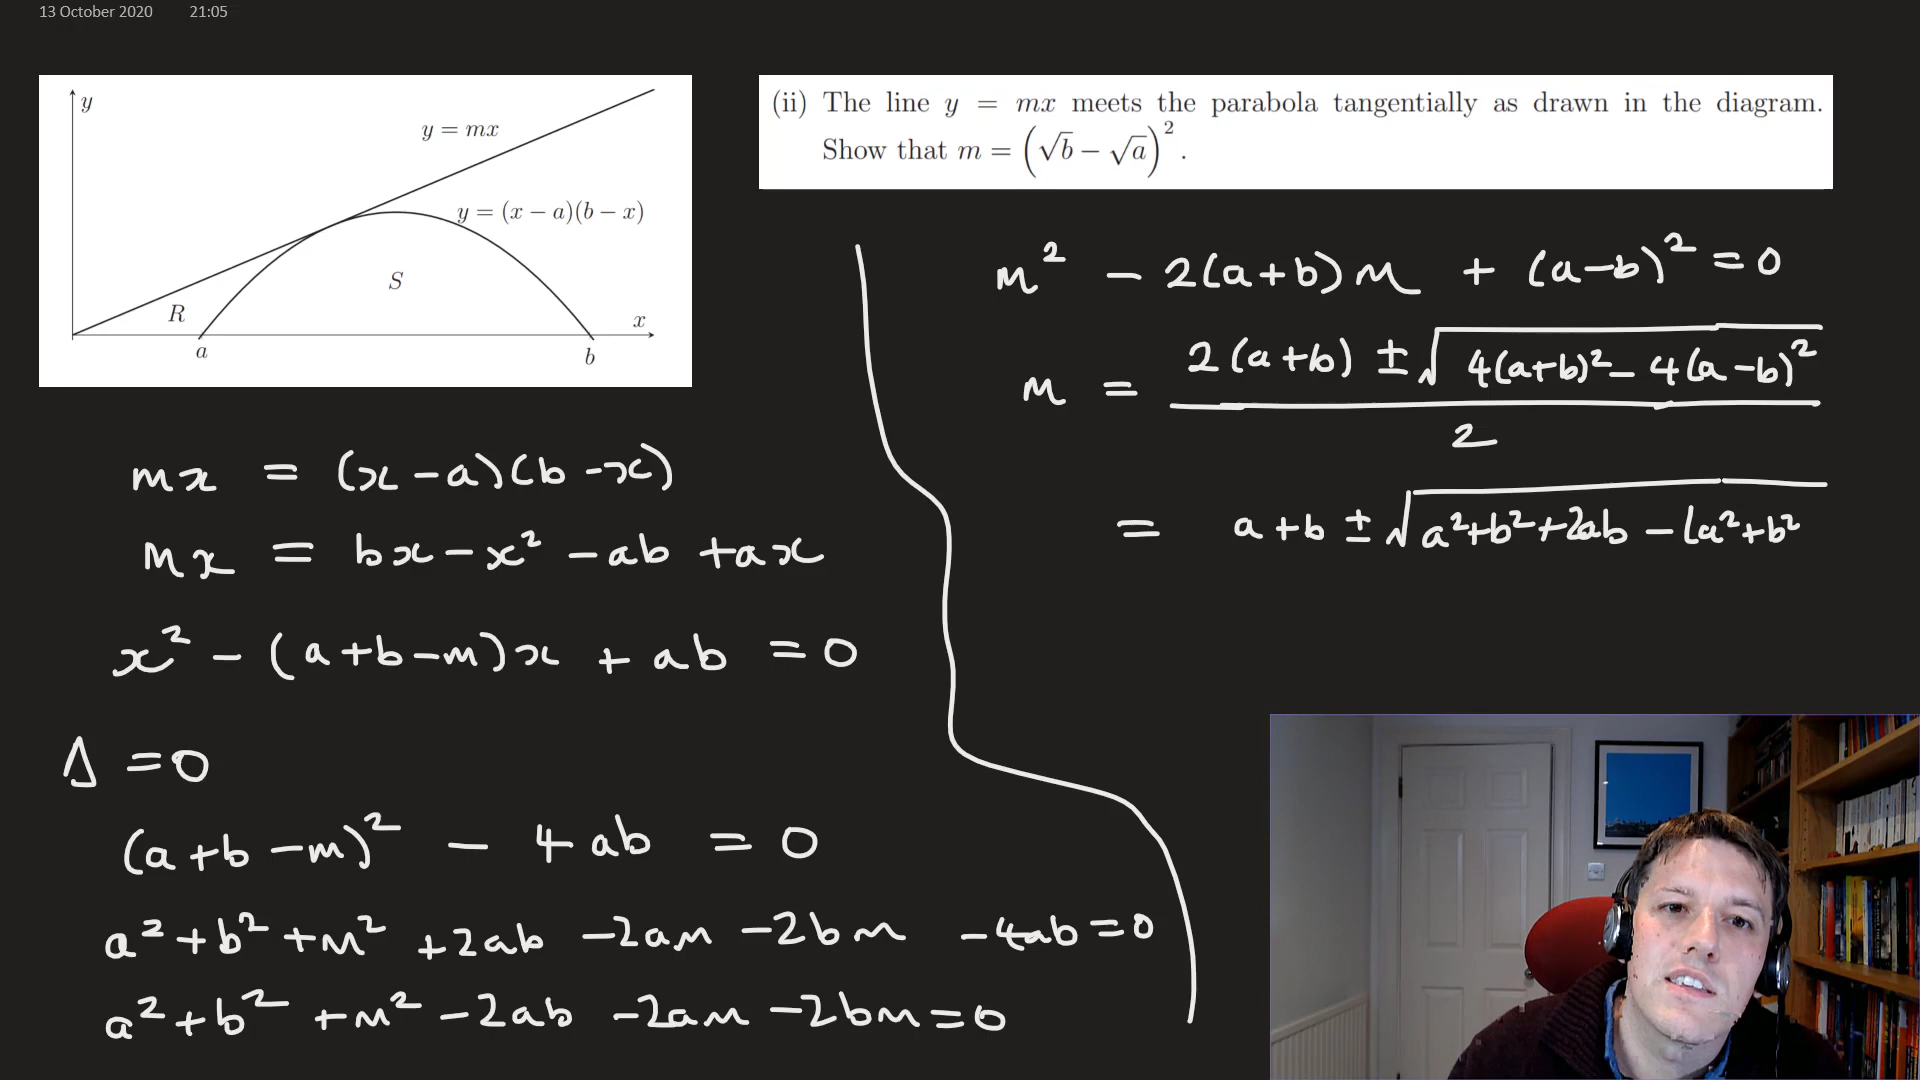 13 October 2020 21:05
y
y = mx
y = (x − a)(b − x)
S
R
x
a
b
(ii) The line y = mx meets the parabola tangentially as drawn in the diagram.
Show that m = (√b − √a)².
mx = (x − a)(b − x)
mx = bx − x² − ab + ax
x² − (a + b − m)x + ab = 0
Δ = 0
(a + b − m)² − 4ab = 0
a² + b² + m² + 2ab − 2am − 2bm − 4ab = 0
a² + b² + m² − 2ab − 2am − 2bm = 0
m² − 2(a + b)m + (a − b)² = 0
m = (2(a + b) ± √(4(a + b)² − 4(a − b)²)) / 2
= a + b ± √(a² + b² + 2ab − (a² + b²